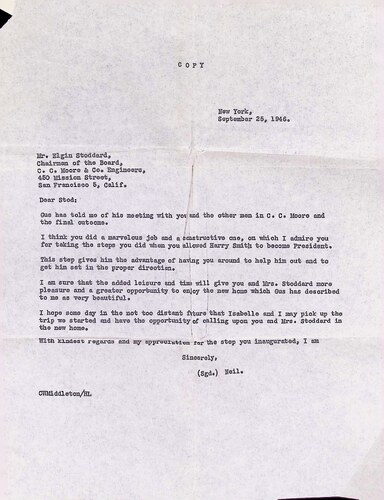 COPY
New York,
September 25, 1946.
Mr. Elgin Stoddard,
Chairman of the Board,
C. C. Moore & Co. Engineers,
450 Mission Street,
San Francisco 5, Calif.
Dear Stod:
Gus has told me of his meeting with you and the other men in C. C. Moore and
the final outcome.
I think you did a marvelous job and a constructive one, on which I admire you
for taking the steps you did when you allowed Harry Smith to become President.
This step gives him the advantage of having you around to help him out and to
get him set in the proper direction.
I am sure that the added leisure and time will give you and Mrs. Stoddard more
pleasure and a greater opportunity to enjoy the new home which Gus has described
to me as very beautiful.
I hope some day in the not too distant future that Isabelle and I may pick up the
trip we started and have the opportunity of calling upon you and Mrs. Stoddard in
the new home.
With kindest regards and my appreciation for the step you inaugurated, I am
Sincerely,
(Sgd.) Neil.
CWMiddleton/HL